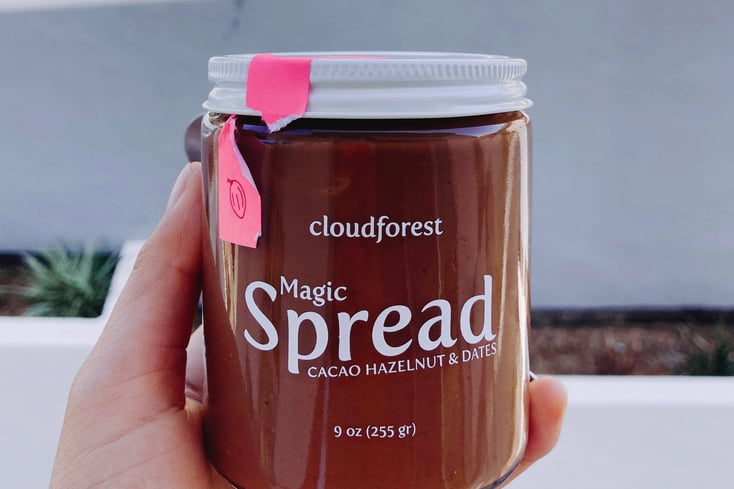 cloudforest
Magic
Spread
CACAO HAZELNUT & DATES
9 oz (255 gr)